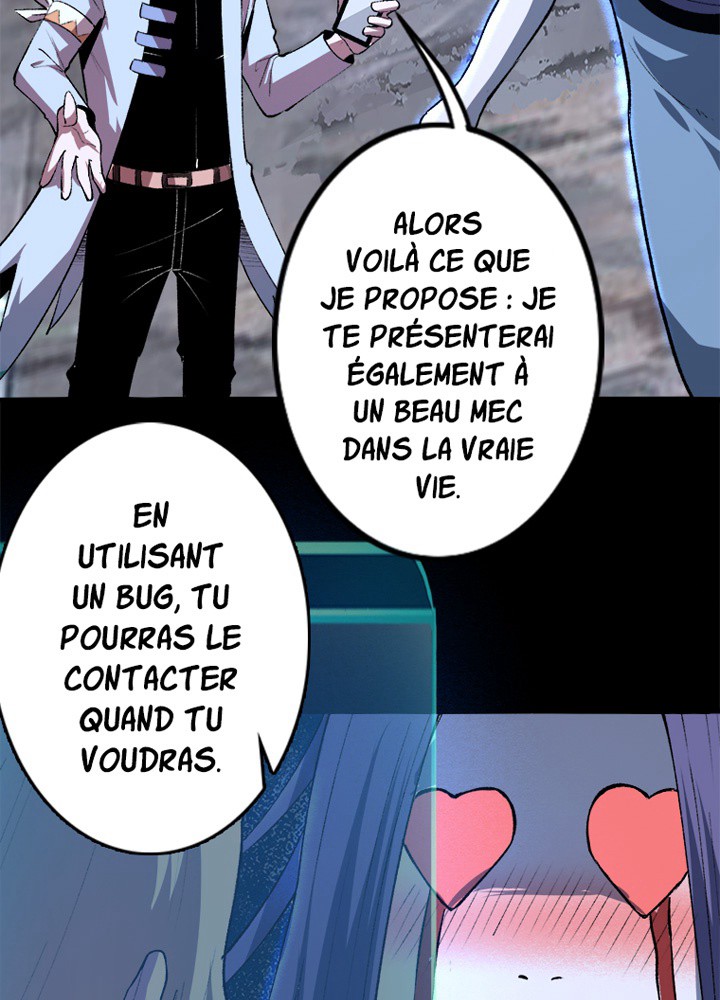 ALORS
VOILÀ CE QUE
JE PROPOSE : JE
TE PRÉSENTERAI
ÉGALEMENT À
UN BEAU MEC
DANS LA VRAIE
VIE.
EN
UTILISANT
UN BUG, TU
POURRAS LE
CONTACTER
QUAND TU
VOUDRAS.